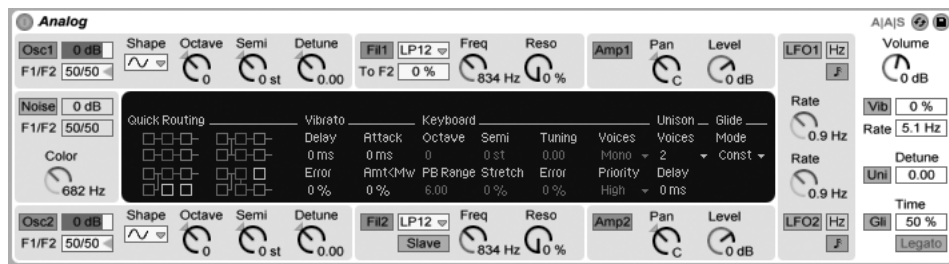 Analog A|A|S
Osc1 0 dB Shape Octave Semi Detune Fil1 LP12 Freq Reso Amp1 Pan Level LFO1 Hz Volume
F1/F2 50/50 0 0 st 0.00 To F2 0 % 834 Hz 0 % C 0 dB 0 dB
Noise 0 dB Rate Vib 0 %
F1/F2 50/50 Quick Routing Vibrato Keyboard Unison Glide 0.9 Hz Rate 5.1 Hz
Delay Attack Octave Semi Tuning Voices Voices Mode
Color 0 ms 0 ms 0 0 st 0.00 Mono 2 Const Rate Detune
Error Amt<Mw PB Range Stretch Error Priority Delay Uni 0.00
682 Hz 0 % 0 % 6.00 0 % 0 % High 0 ms 0.9 Hz
Osc2 0 dB Shape Octave Semi Detune Fil2 LP12 Freq Reso Amp2 Pan Level LFO2 Hz Time
Gli 50 %
F1/F2 50/50 0 0 st 0.00 Slave 834 Hz 0 % C 0 dB Legato